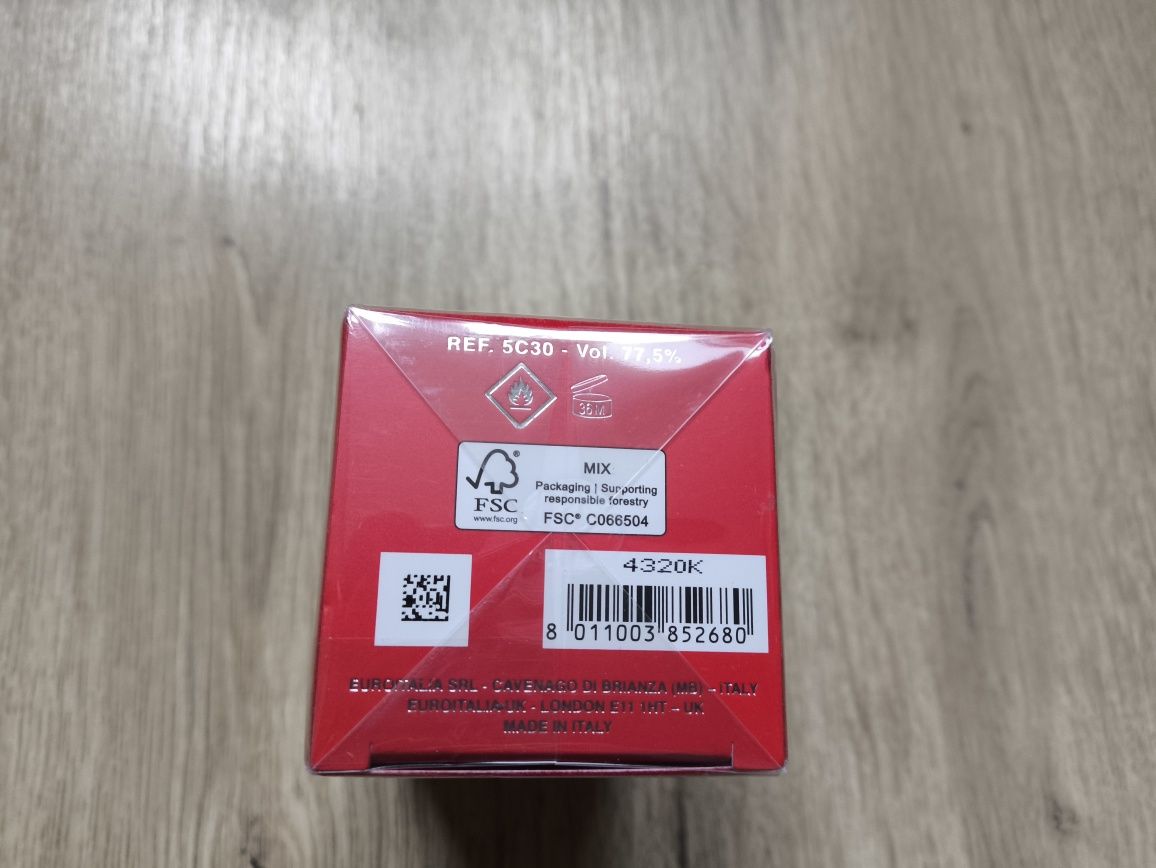 REF. 5C30 - Vol. 77,5%
36 M
FSC®
www.fsc.org
MIX
Packaging | Supporting
responsible forestry
FSC® C066504
4320K
8 011003 852680
EUROITALIA SRL - CAVENAGO DI BRIANZA (MB) – ITALY
EUROITALIA UK - LONDON E11 1HT – UK
MADE IN ITALY